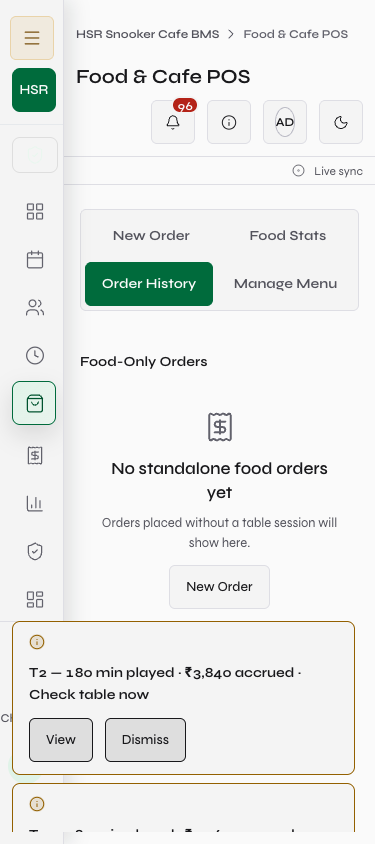 HSR Snooker Cafe BMS > Food & Cafe POS
HSR
Food & Cafe POS
96
AD
Live sync
New Order
Food Stats
Order History
Manage Menu
Food-Only Orders
No standalone food orders
yet
Orders placed without a table session will
show here.
New Order
T2 — 180 min played · ₹3,840 accrued ·
Check table now
View
Dismiss